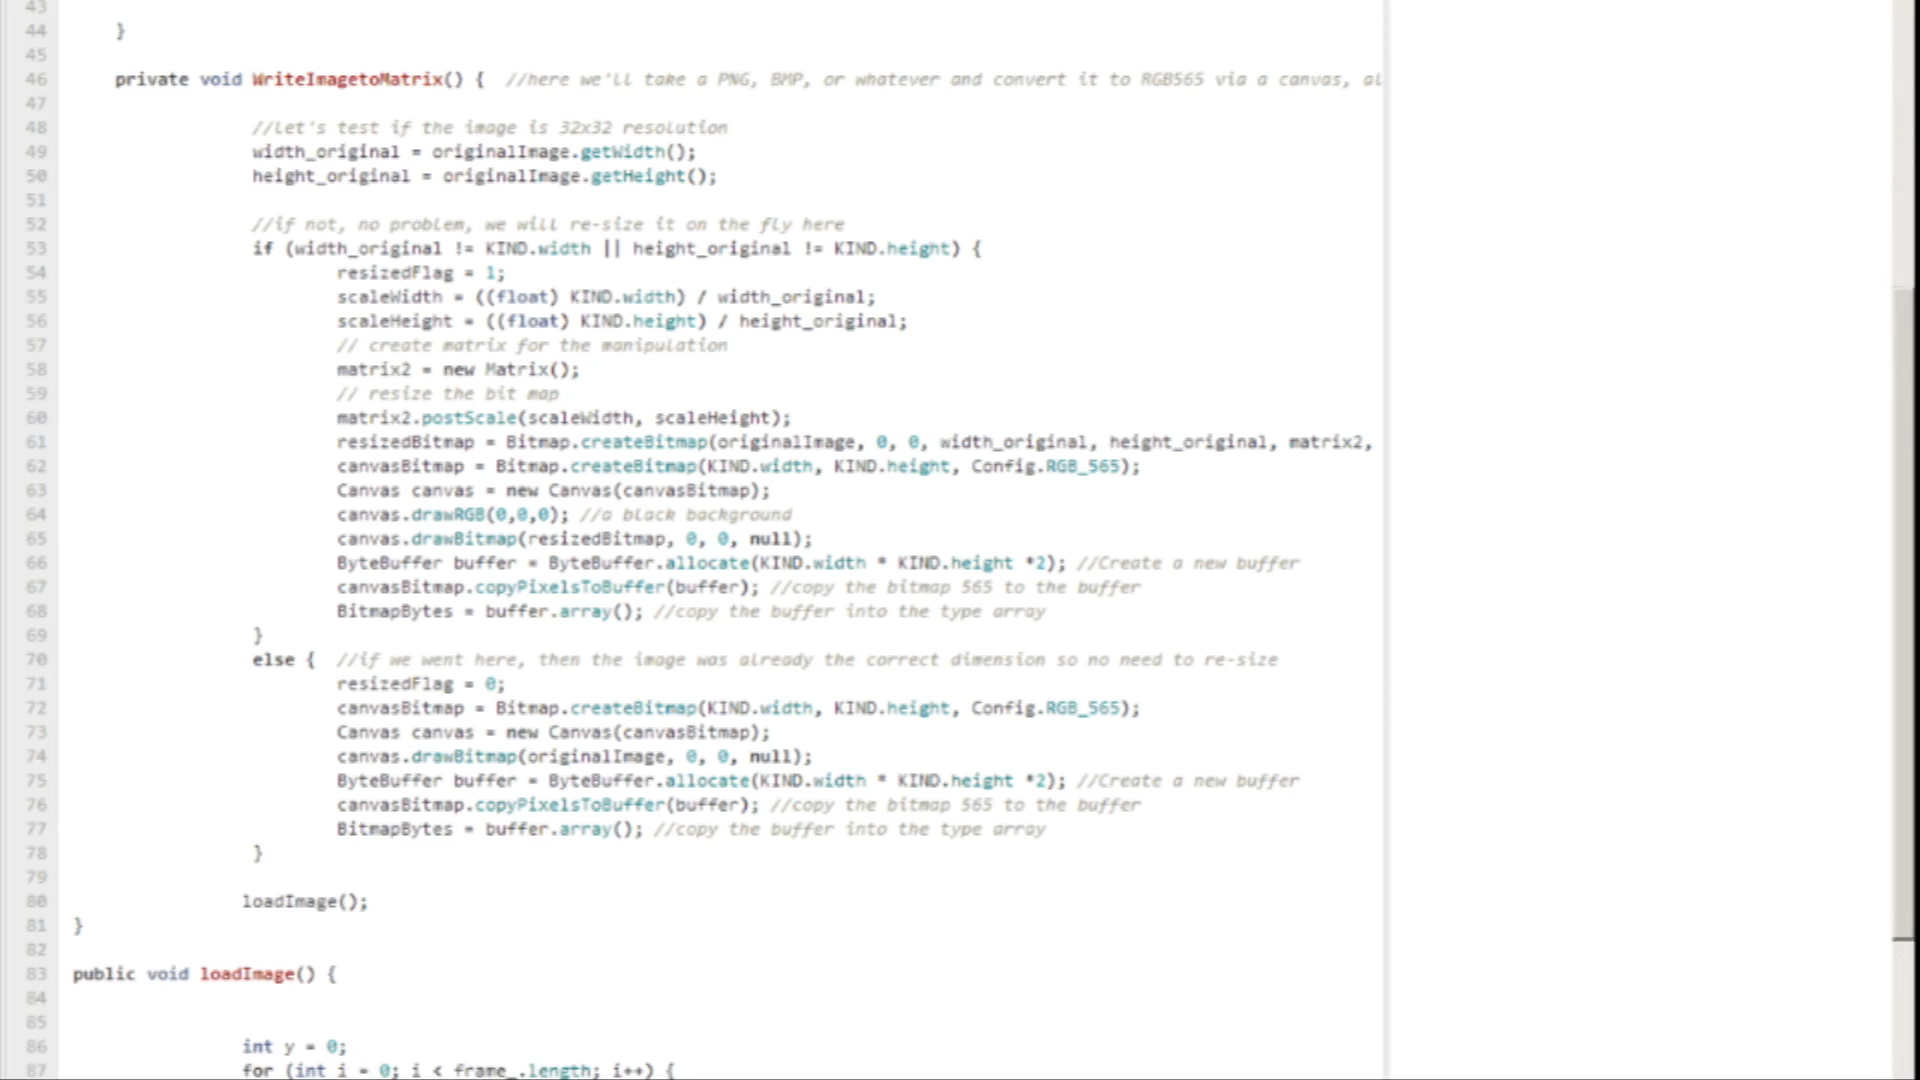 43
44 }
45
46 private void WriteImagetoMatrix() { //here we'll take a PNG, BMP, or whatever and convert it to RGB565 via a canvas, al
47
48 //let's test if the image is 32x32 resolution
49 width_original = originalImage.getWidth();
50 height_original = originalImage.getHeight();
51
52 //if not, no problem, we will re-size it on the fly here
53 if (width_original != KIND.width || height_original != KIND.height) {
54 resizedFlag = 1;
55 scaleWidth = ((float) KIND.width) / width_original;
56 scaleHeight = ((float) KIND.height) / height_original;
57 // create matrix for the manipulation
58 matrix2 = new Matrix();
59 // resize the bit map
60 matrix2.postScale(scaleWidth, scaleHeight);
61 resizedBitmap = Bitmap.createBitmap(originalImage, 0, 0, width_original, height_original, matrix2,
62 canvasBitmap = Bitmap.createBitmap(KIND.width, KIND.height, Config.RGB_565);
63 Canvas canvas = new Canvas(canvasBitmap);
64 canvas.drawRGB(0,0,0); //a black background
65 canvas.drawBitmap(resizedBitmap, 0, 0, null);
66 ByteBuffer buffer = ByteBuffer.allocate(KIND.width * KIND.height *2); //Create a new buffer
67 canvasBitmap.copyPixelsToBuffer(buffer); //copy the bitmap 565 to the buffer
68 BitmapBytes = buffer.array(); //copy the buffer into the type array
69 }
70 else { //if we went here, then the image was already the correct dimension so no need to re-size
71 resizedFlag = 0;
72 canvasBitmap = Bitmap.createBitmap(KIND.width, KIND.height, Config.RGB_565);
73 Canvas canvas = new Canvas(canvasBitmap);
74 canvas.drawBitmap(originalImage, 0, 0, null);
75 ByteBuffer buffer = ByteBuffer.allocate(KIND.width * KIND.height *2); //Create a new buffer
76 canvasBitmap.copyPixelsToBuffer(buffer); //copy the bitmap 565 to the buffer
77 BitmapBytes = buffer.array(); //copy the buffer into the type array
78 }
79
80 loadImage();
81 }
82
83 public void loadImage() {
84
85
86 int y = 0;
87 for (int i = 0; i < frame_.length; i++) {